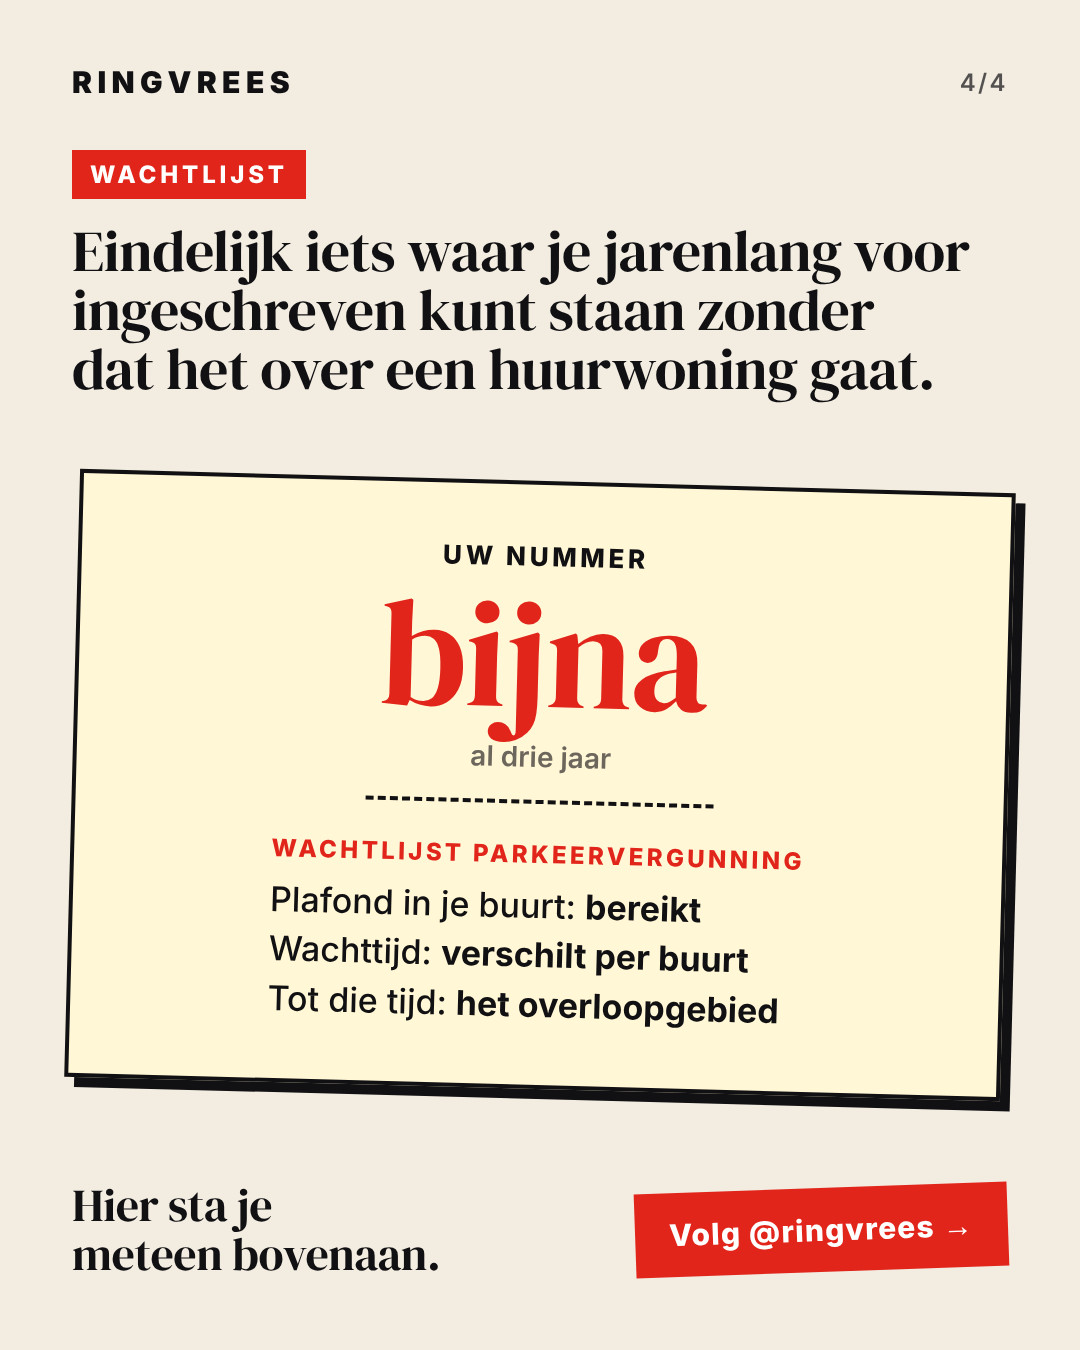 RINGVREES
4/4
WACHTLIJST
Eindelijk iets waar je jarenlang voor
ingeschreven kunt staan zonder
dat het over een huurwoning gaat.
UW NUMMER
bijna
al drie jaar
WACHTLIJST PARKEERVERGUNNING
Plafond in je buurt: bereikt
Wachttijd: verschilt per buurt
Tot die tijd: het overloopgebied
Hier sta je
meteen bovenaan.
Volg @ringvrees →